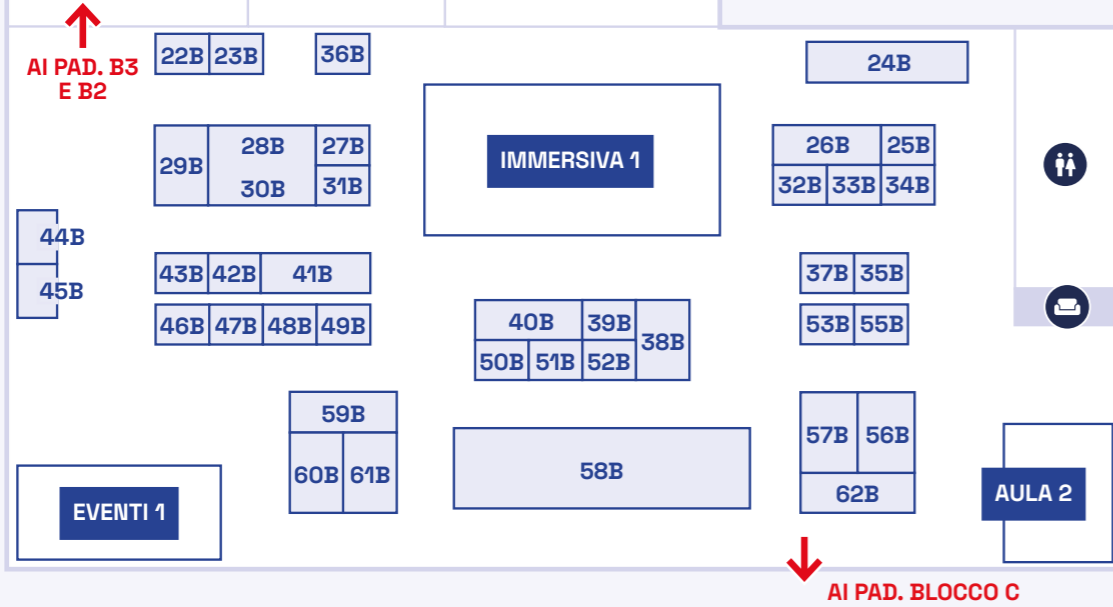 AI PAD. B3
E B2
22B 23B 36B 24B
29B 28B 27B IMMERSIVA 1 26B 25B
30B 31B 32B 33B 34B
44B
45B
43B 42B 41B 37B 35B
46B 47B 48B 49B 40B 39B 38B 53B 55B
50B 51B 52B
59B
60B 61B 58B 57B 56B
62B
EVENTI 1 AULA 2
AI PAD. BLOCCO C